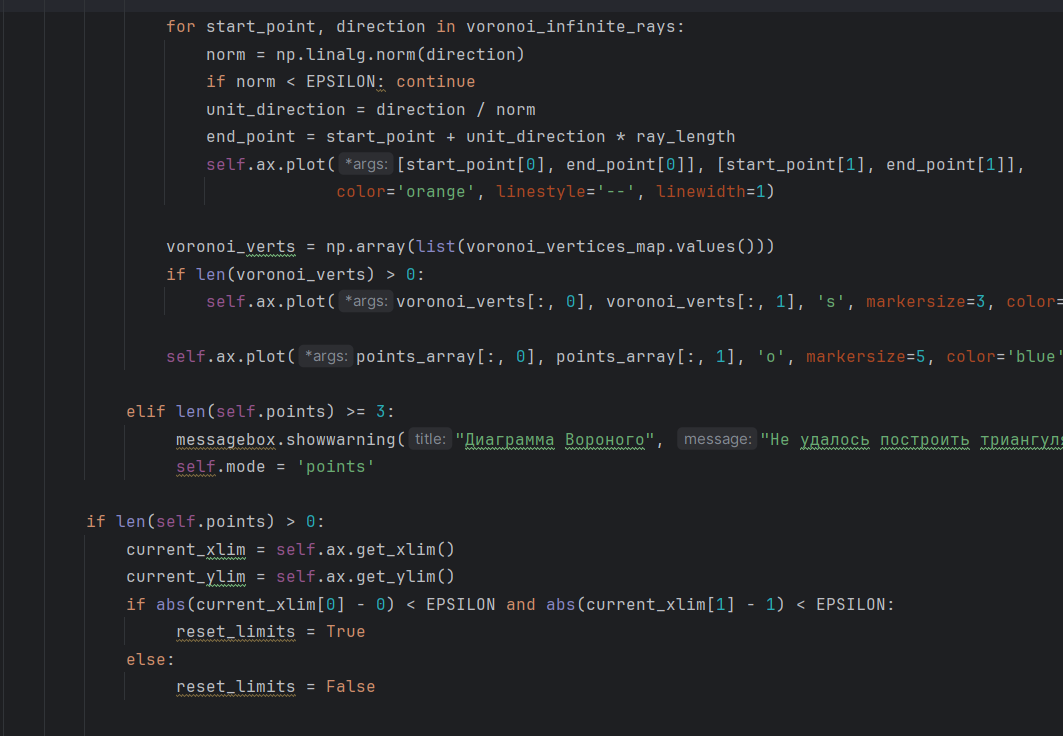 for start_point, direction in voronoi_infinite_rays:
norm = np.linalg.norm(direction)
if norm < EPSILON: continue
unit_direction = direction / norm
end_point = start_point + unit_direction * ray_length
self.ax.plot( *args: [start_point[0], end_point[0]], [start_point[1], end_point[1]],
color='orange', linestyle='--', linewidth=1)
voronoi_verts = np.array(list(voronoi_vertices_map.values()))
if len(voronoi_verts) > 0:
self.ax.plot( *args: voronoi_verts[:, 0], voronoi_verts[:, 1], 's', markersize=3, color=
self.ax.plot( *args: points_array[:, 0], points_array[:, 1], 'o', markersize=5, color='blue'
elif len(self.points) >= 3:
messagebox.showwarning( title: "Диаграмма Вороного", message: "Не удалось построить
self.mode = 'points'
if len(self.points) > 0:
current_xlim = self.ax.get_xlim()
current_ylim = self.ax.get_ylim()
if abs(current_xlim[0] - 0) < EPSILON and abs(current_xlim[1] - 1) < EPSILON:
reset_limits = True
else:
reset_limits = False